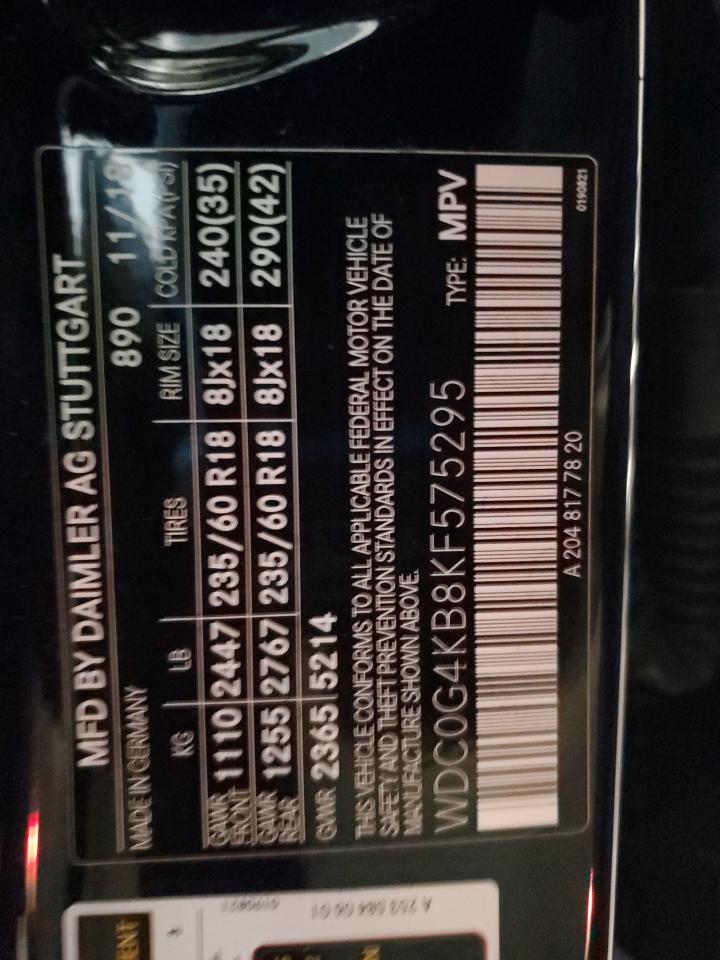 MFD BY DAIMLER AG STUTTGART
MADE IN GERMANY 890 11/18
KG LB TIRES RIM SIZE COLD KPA(PSI)
GAWR FRONT 1110 2447 235/60 R18 8Jx18 240(35)
GAWR REAR 1255 2767 235/60 R18 8Jx18 290(42)
GVWR 2365 5214
THIS VEHICLE CONFORMS TO ALL APPLICABLE FEDERAL MOTOR VEHICLE
SAFETY AND THEFT PREVENTION STANDARDS IN EFFECT ON THE DATE OF
MANUFACTURE SHOWN ABOVE.
WDC0G4KB8KF575295 TYPE: MPV
A 204 817 78 20
0190821
A 253 584 06 01